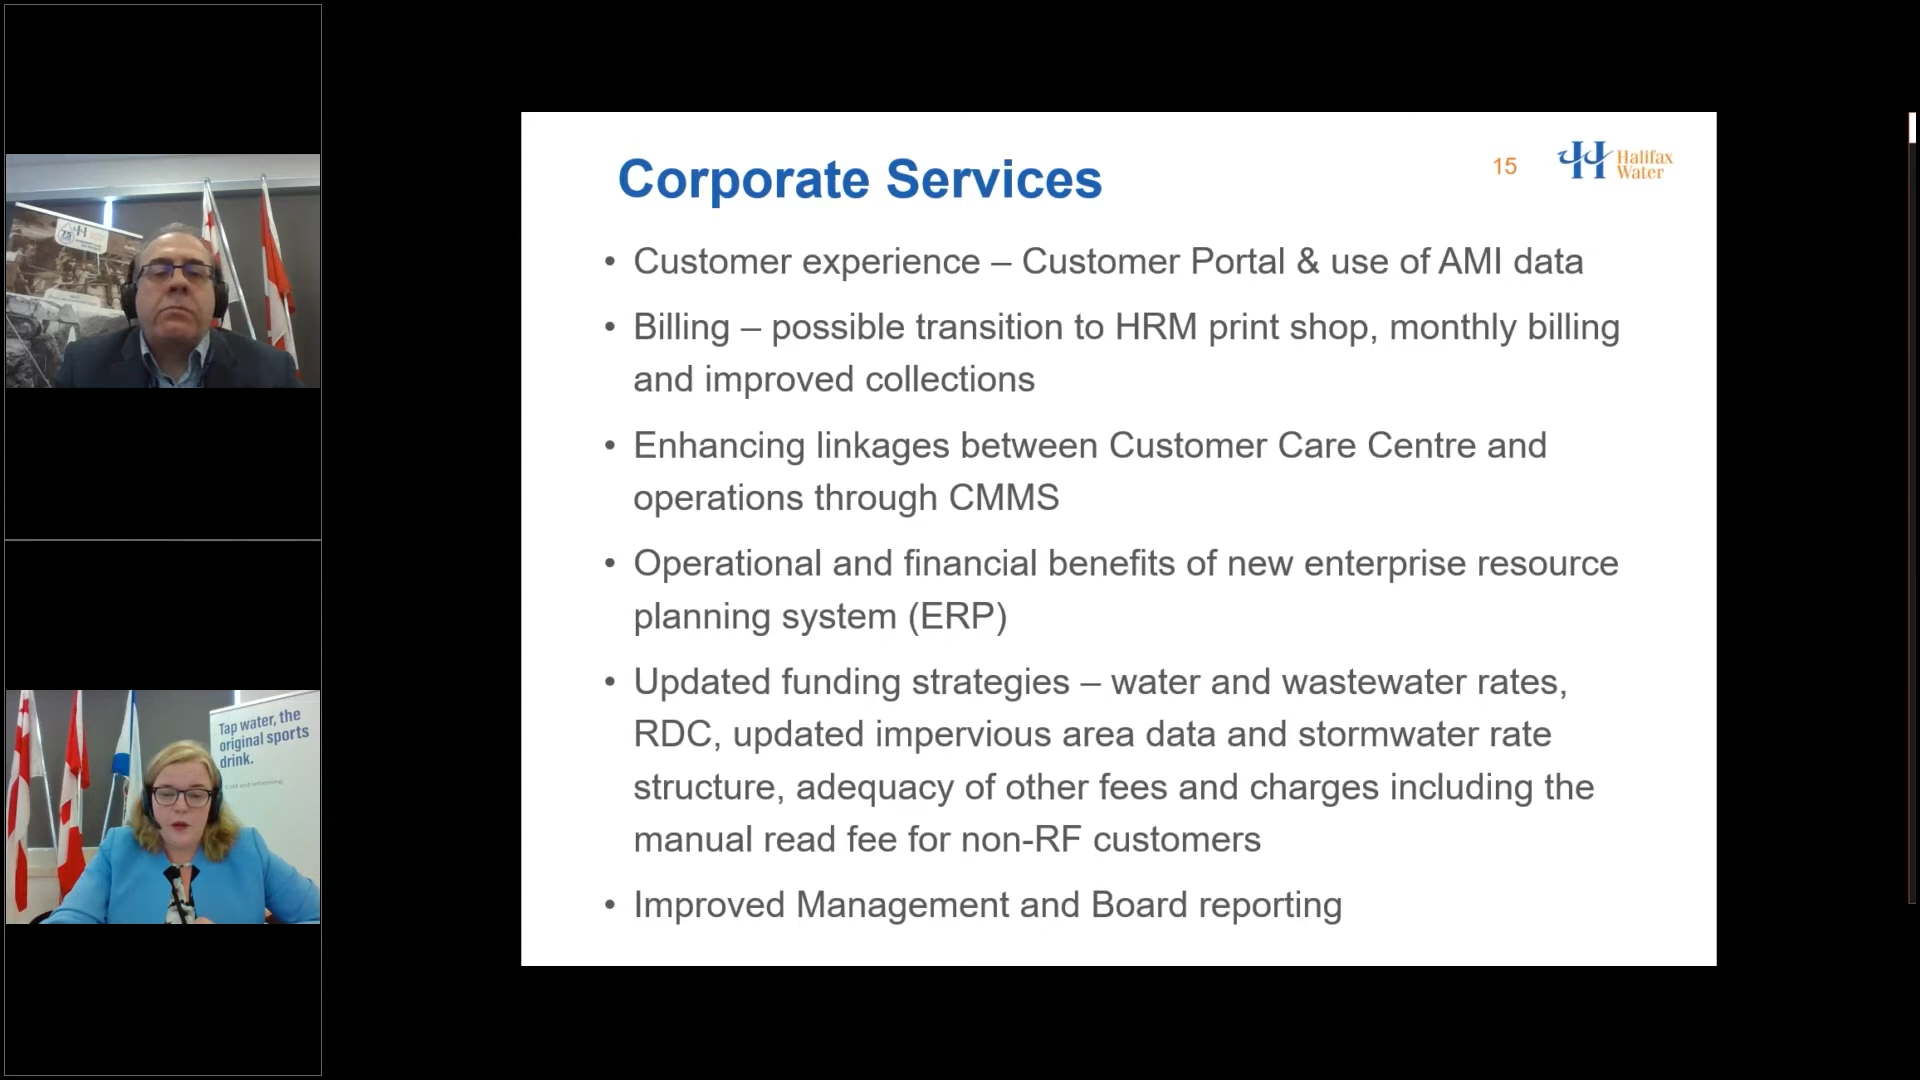 Corporate Services
15
Halifax
Water
• Customer experience – Customer Portal & use of AMI data
• Billing – possible transition to HRM print shop, monthly billing
and improved collections
• Enhancing linkages between Customer Care Centre and
operations through CMMS
• Operational and financial benefits of new enterprise resource
planning system (ERP)
• Updated funding strategies – water and wastewater rates,
RDC, updated impervious area data and stormwater rate
structure, adequacy of other fees and charges including the
manual read fee for non-RF customers
• Improved Management and Board reporting
75
Tap water, the
original sports
drink.